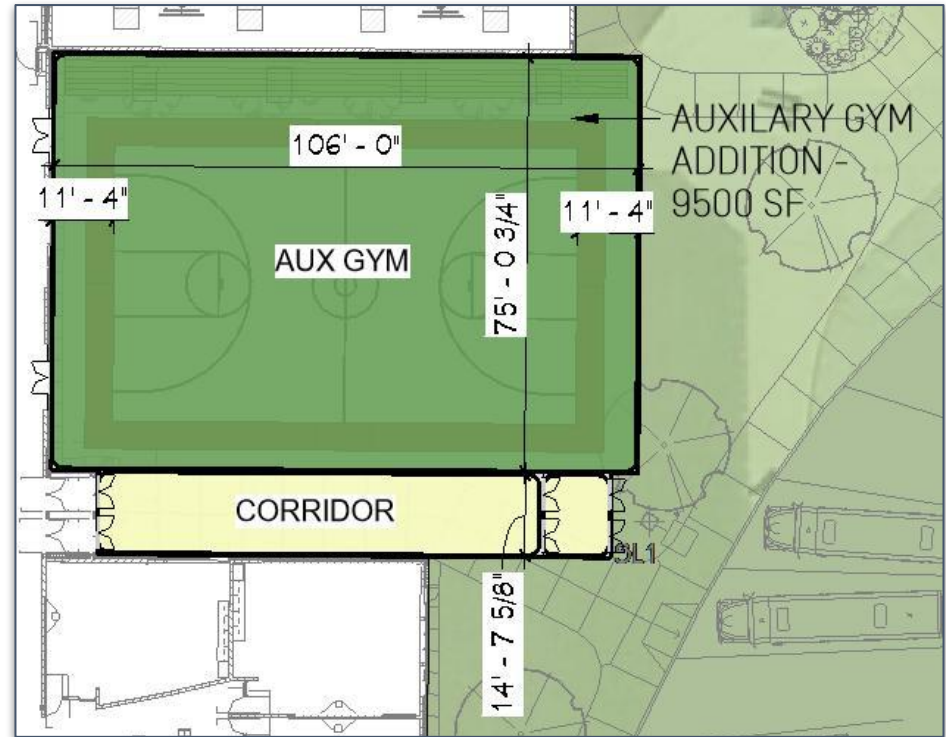 106' - 0"
AUXILARY GYM
ADDITION -
9500 SF
11' - 4"
11' - 4"
75' - 0 3/4"
AUX GYM
CORRIDOR
14' - 7 5/8"